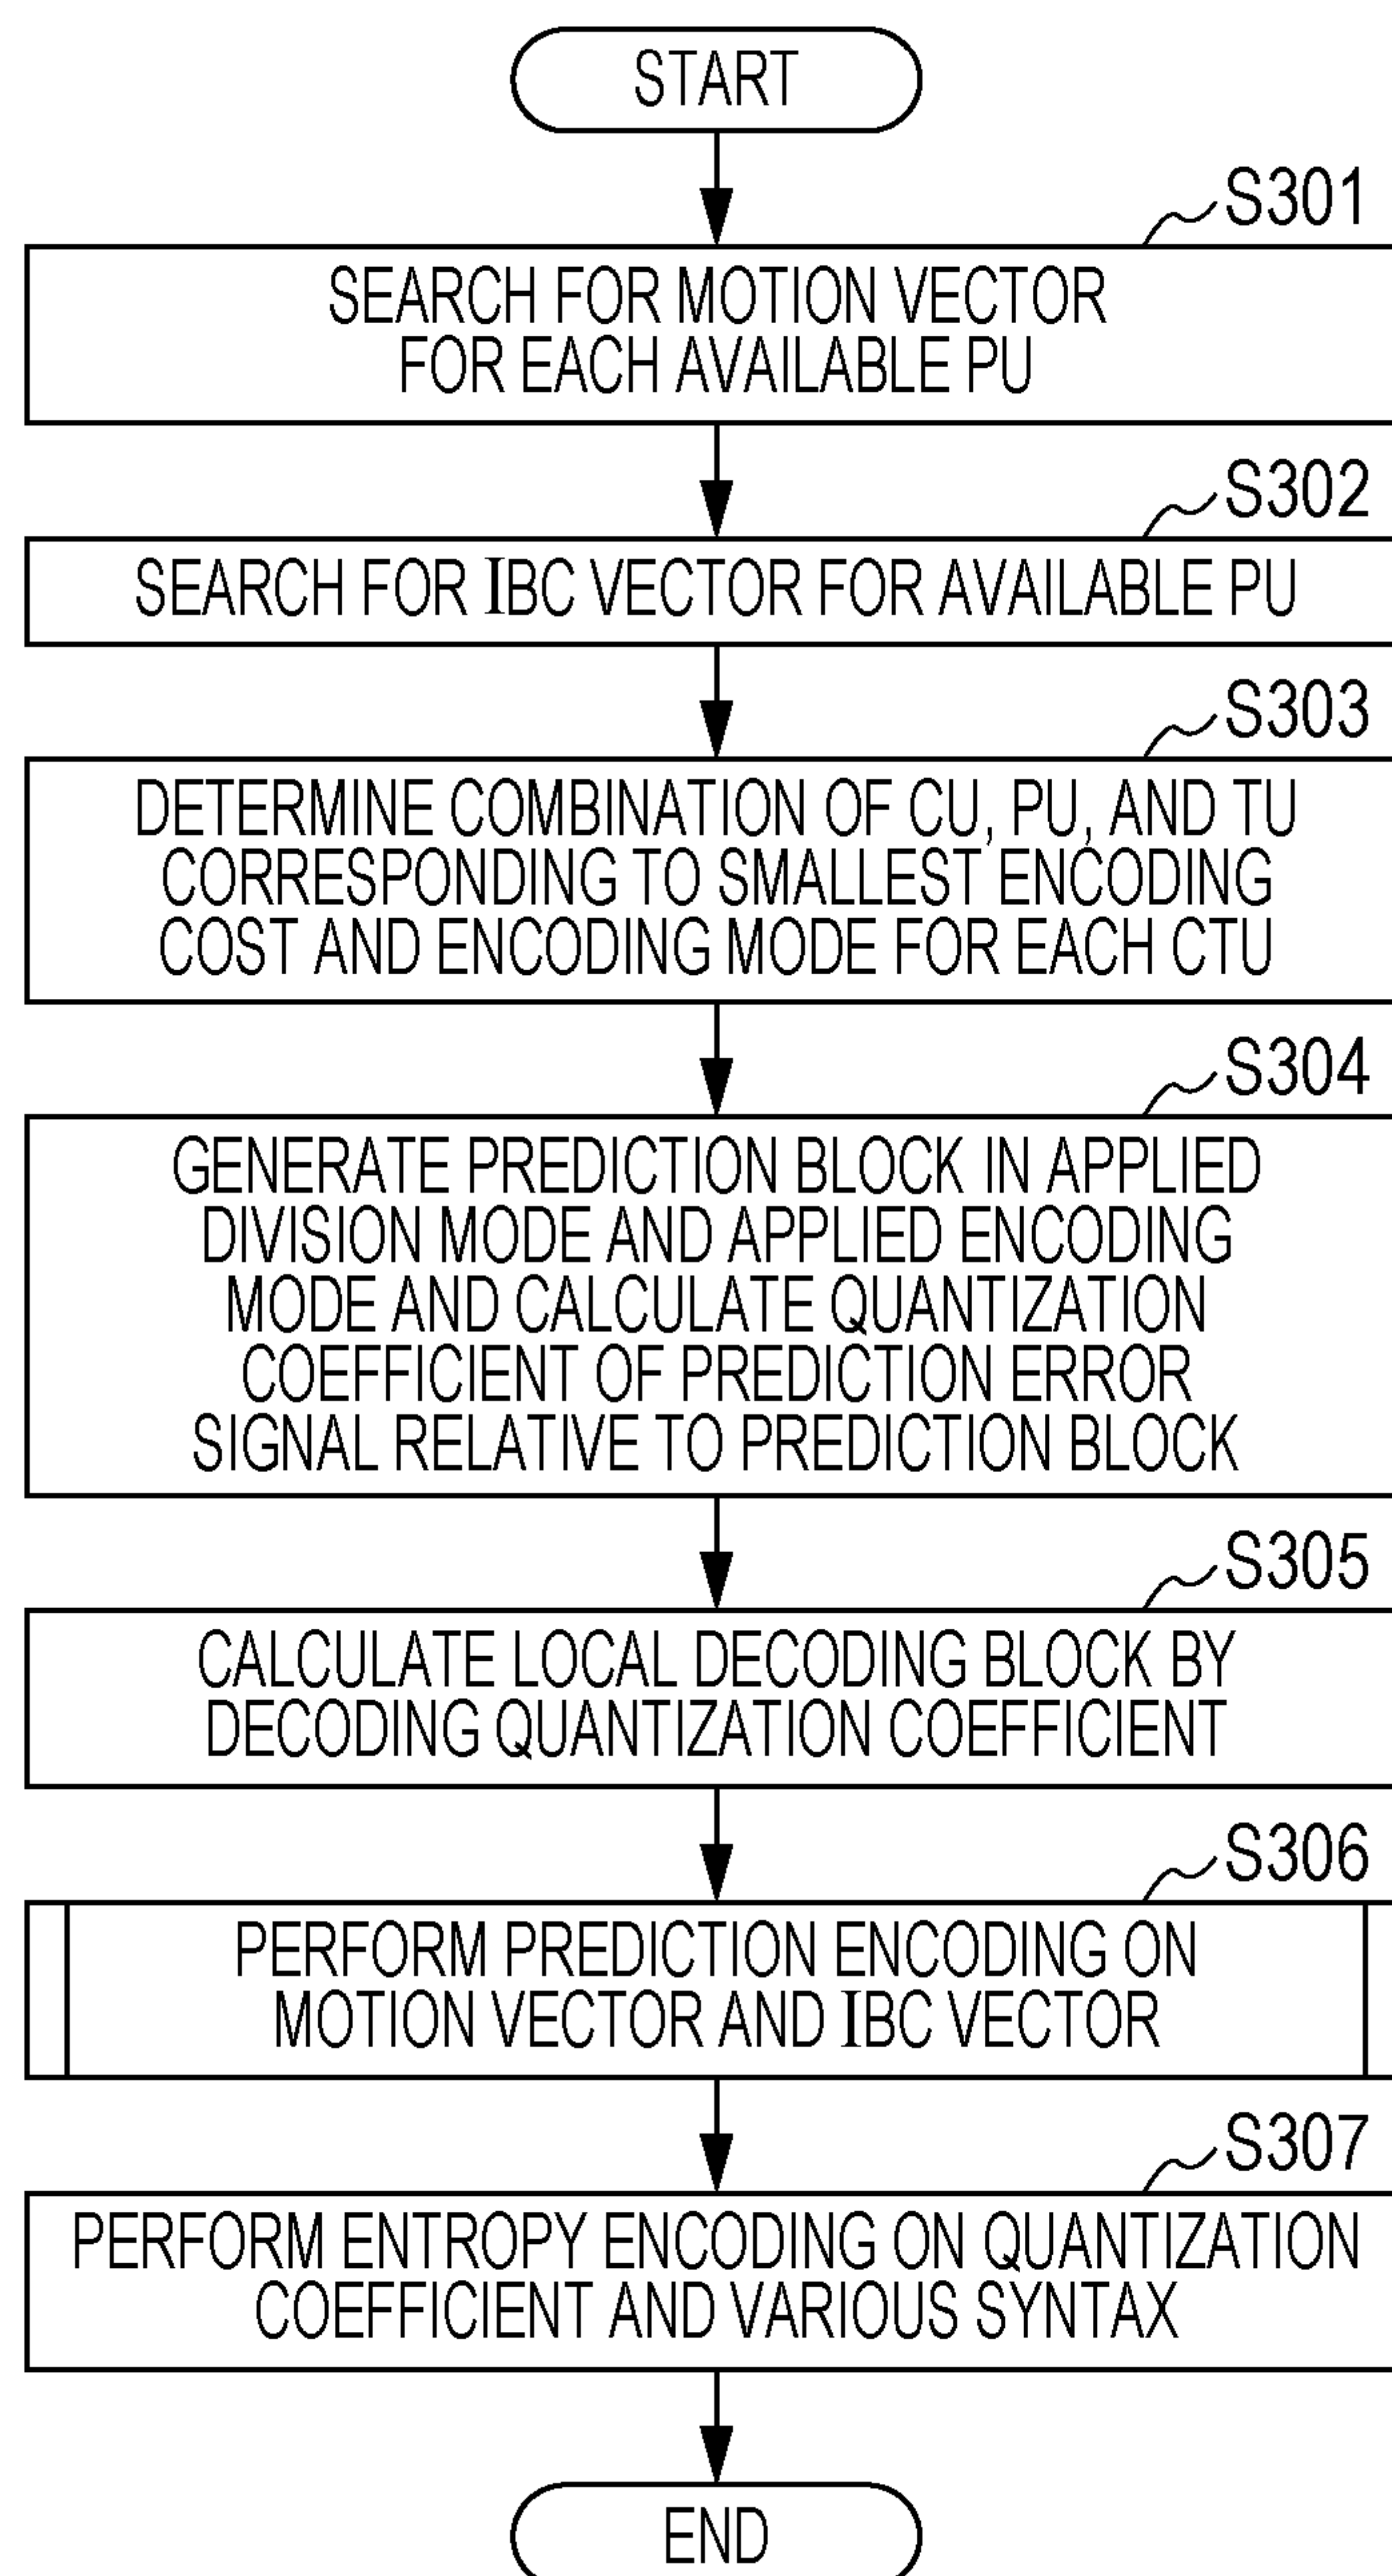 START
S301
SEARCH FOR MOTION VECTOR
FOR EACH AVAILABLE PU
S302
SEARCH FOR IBC VECTOR FOR AVAILABLE PU
S303
DETERMINE COMBINATION OF CU, PU, AND TU
CORRESPONDING TO SMALLEST ENCODING
COST AND ENCODING MODE FOR EACH CTU
S304
GENERATE PREDICTION BLOCK IN APPLIED
DIVISION MODE AND APPLIED ENCODING
MODE AND CALCULATE QUANTIZATION
COEFFICIENT OF PREDICTION ERROR
SIGNAL RELATIVE TO PREDICTION BLOCK
S305
CALCULATE LOCAL DECODING BLOCK BY
DECODING QUANTIZATION COEFFICIENT
S306
PERFORM PREDICTION ENCODING ON
MOTION VECTOR AND IBC VECTOR
S307
PERFORM ENTROPY ENCODING ON QUANTIZATION
COEFFICIENT AND VARIOUS SYNTAX
END